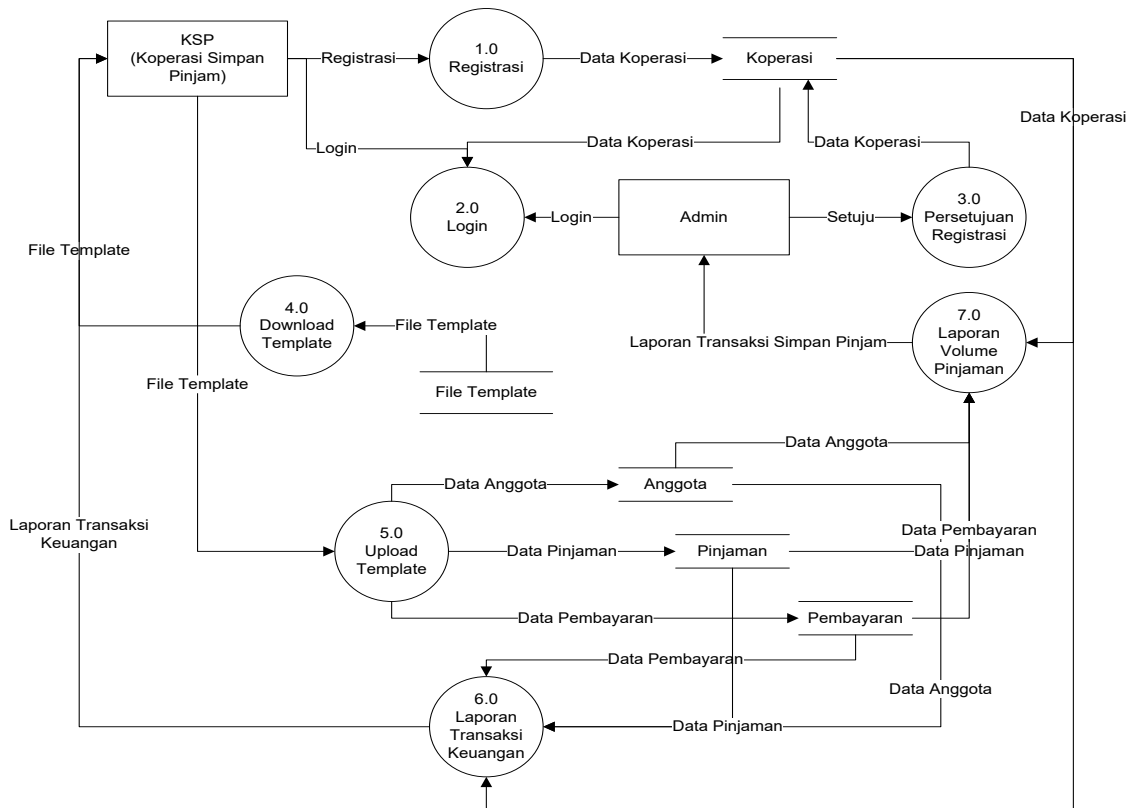 KSP
(Koperasi Simpan
Pinjam)
Registrasi
1.0
Registrasi
Data Koperasi
Koperasi
Data Koperasi
Login
Data Koperasi
Data Koperasi
2.0
Login
Login
Admin
Setuju
3.0
Persetujuan
Registrasi
File Template
4.0
Download
Template
File Template
File Template
File Template
Laporan Transaksi Simpan Pinjam
7.0
Laporan
Volume
Pinjaman
Data Anggota
Data Anggota
Anggota
Laporan Transaksi
Keuangan
5.0
Upload
Template
Data Pinjaman
Pinjaman
Data Pembayaran
Data Pinjaman
Data Pembayaran
Pembayaran
Data Pembayaran
Data Anggota
6.0
Laporan
Transaksi
Keuangan
Data Pinjaman